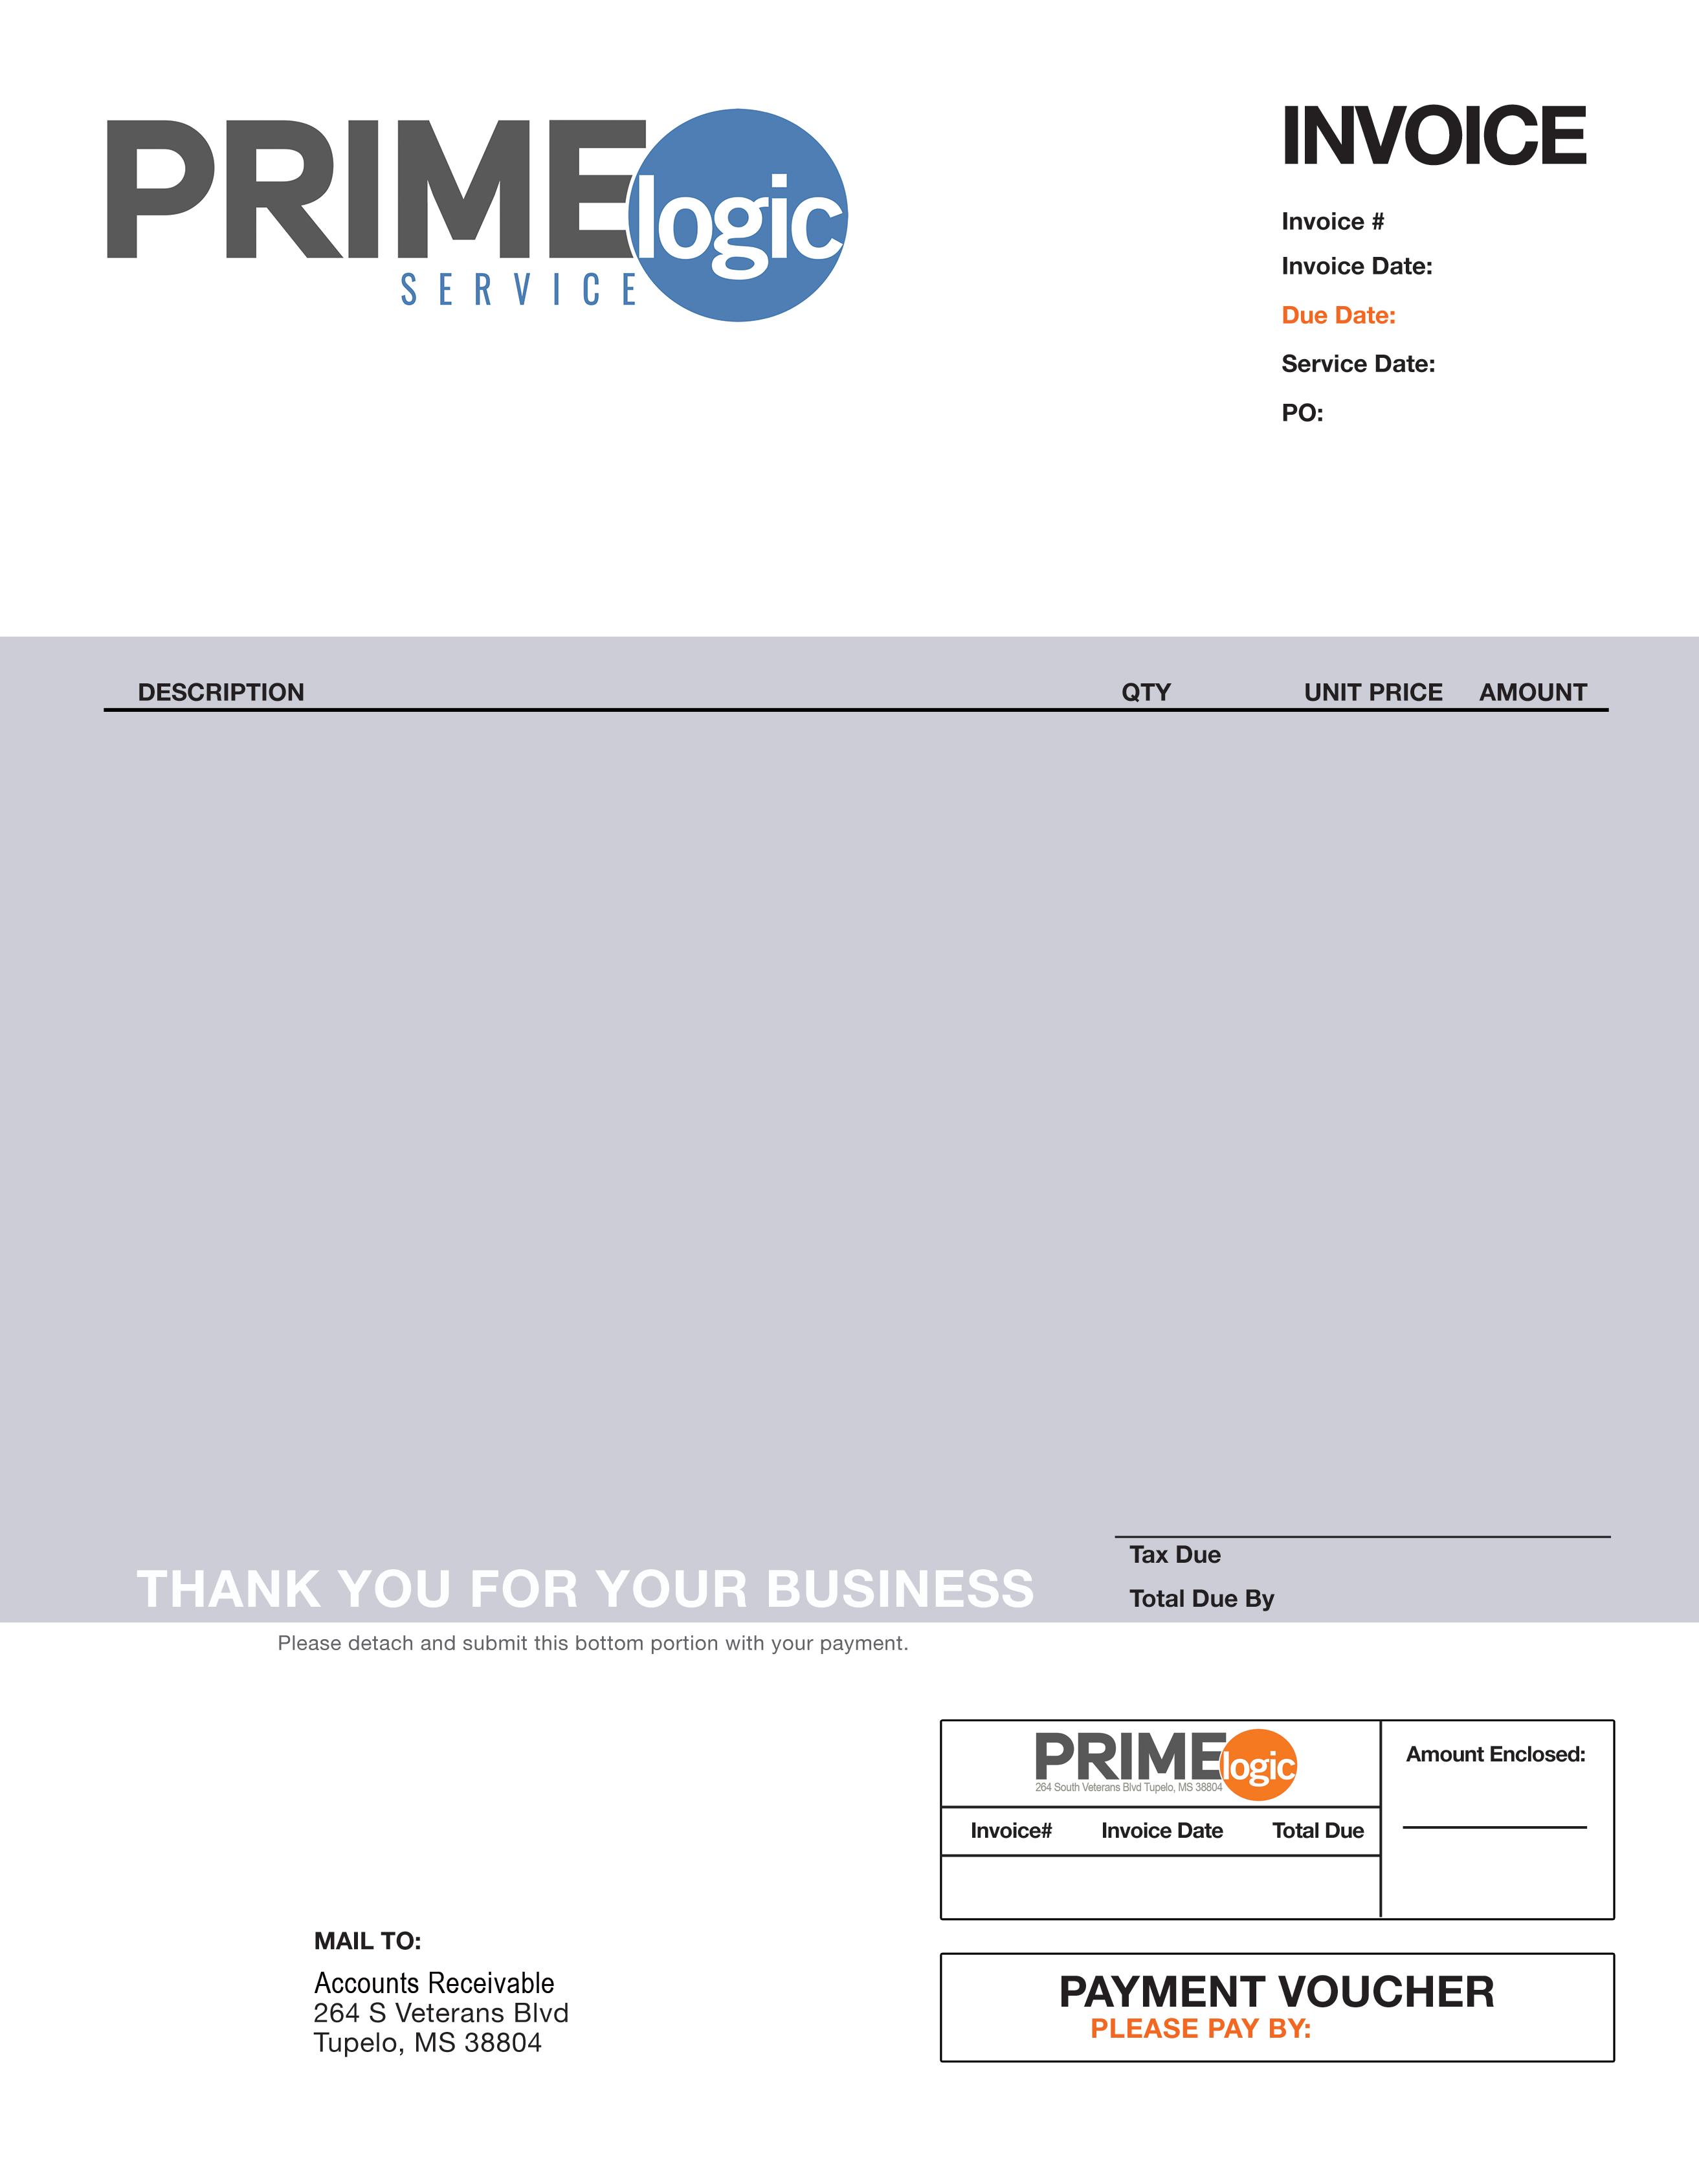 PRIME logic
SERVICE
INVOICE
Invoice #
Invoice Date:
Due Date:
Service Date:
PO:
DESCRIPTION QTY UNIT PRICE AMOUNT
Tax Due
THANK YOU FOR YOUR BUSINESS
Total Due By
Please detach and submit this bottom portion with your payment.
PRIME logic
264 South Veterans Blvd Tupelo, MS 38804
Amount Enclosed:
Invoice# Invoice Date Total Due
MAIL TO:
Accounts Receivable
264 S Veterans Blvd
Tupelo, MS 38804
PAYMENT VOUCHER
PLEASE PAY BY: